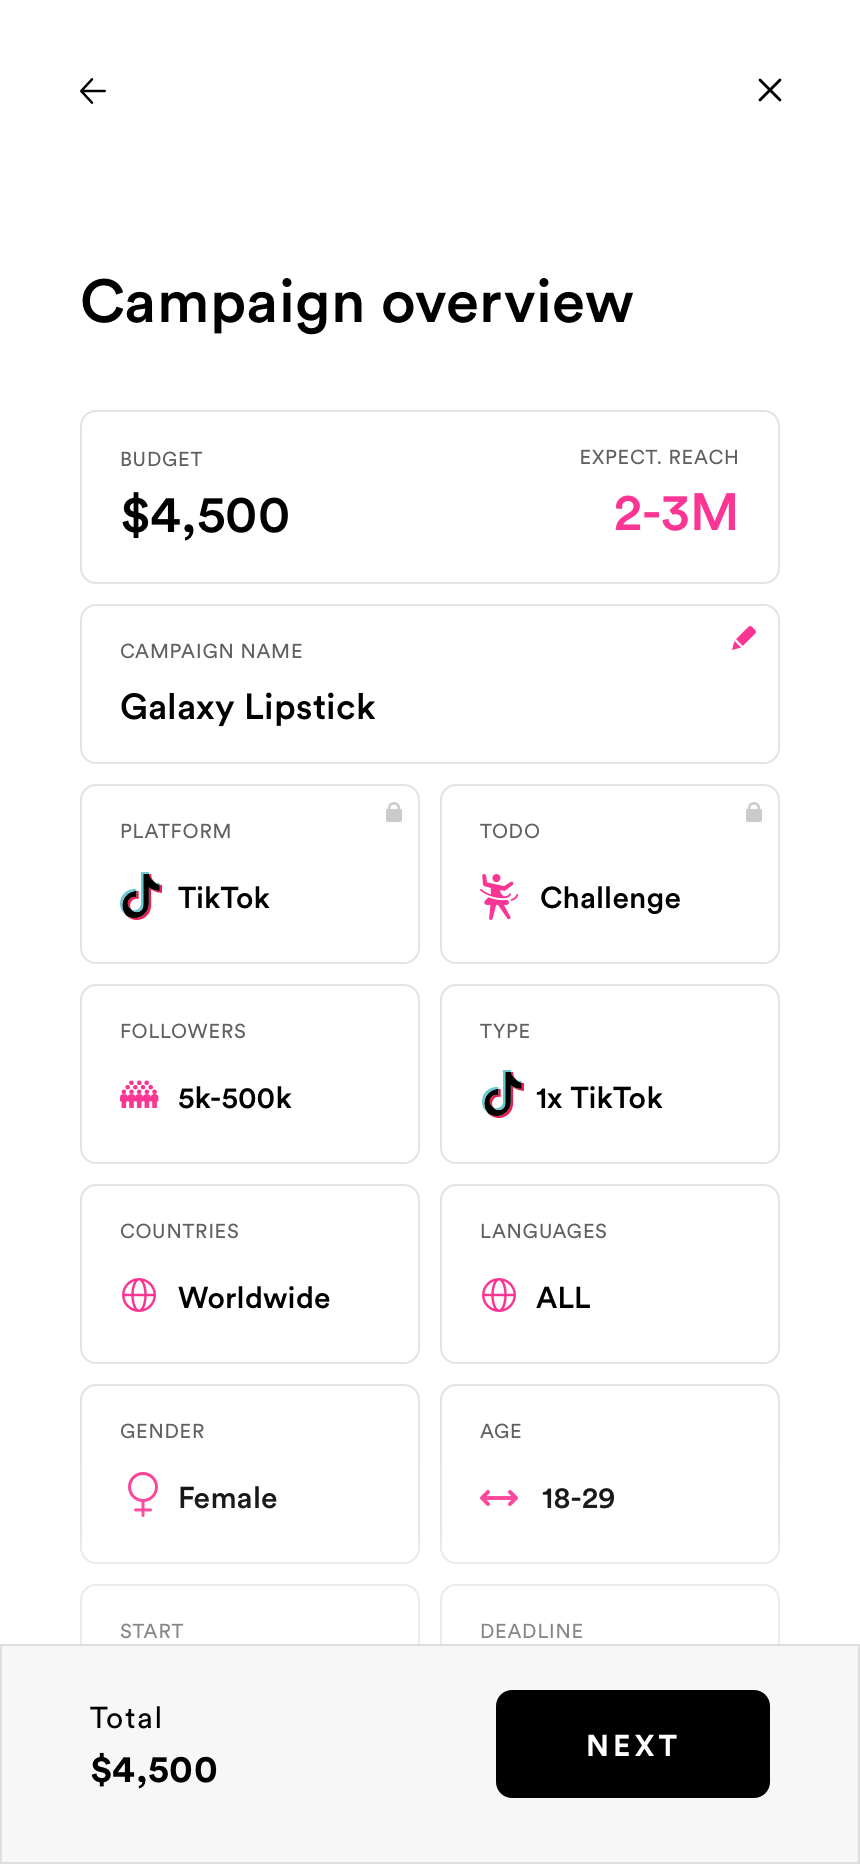 Campaign overview
BUDGET
$4,500
EXPECT. REACH
2-3M
CAMPAIGN NAME
Galaxy Lipstick
PLATFORM
TikTok
TODO
Challenge
FOLLOWERS
5k-500k
TYPE
1x TikTok
COUNTRIES
Worldwide
LANGUAGES
ALL
GENDER
Female
AGE
18-29
START
DEADLINE
Total
$4,500
NEXT